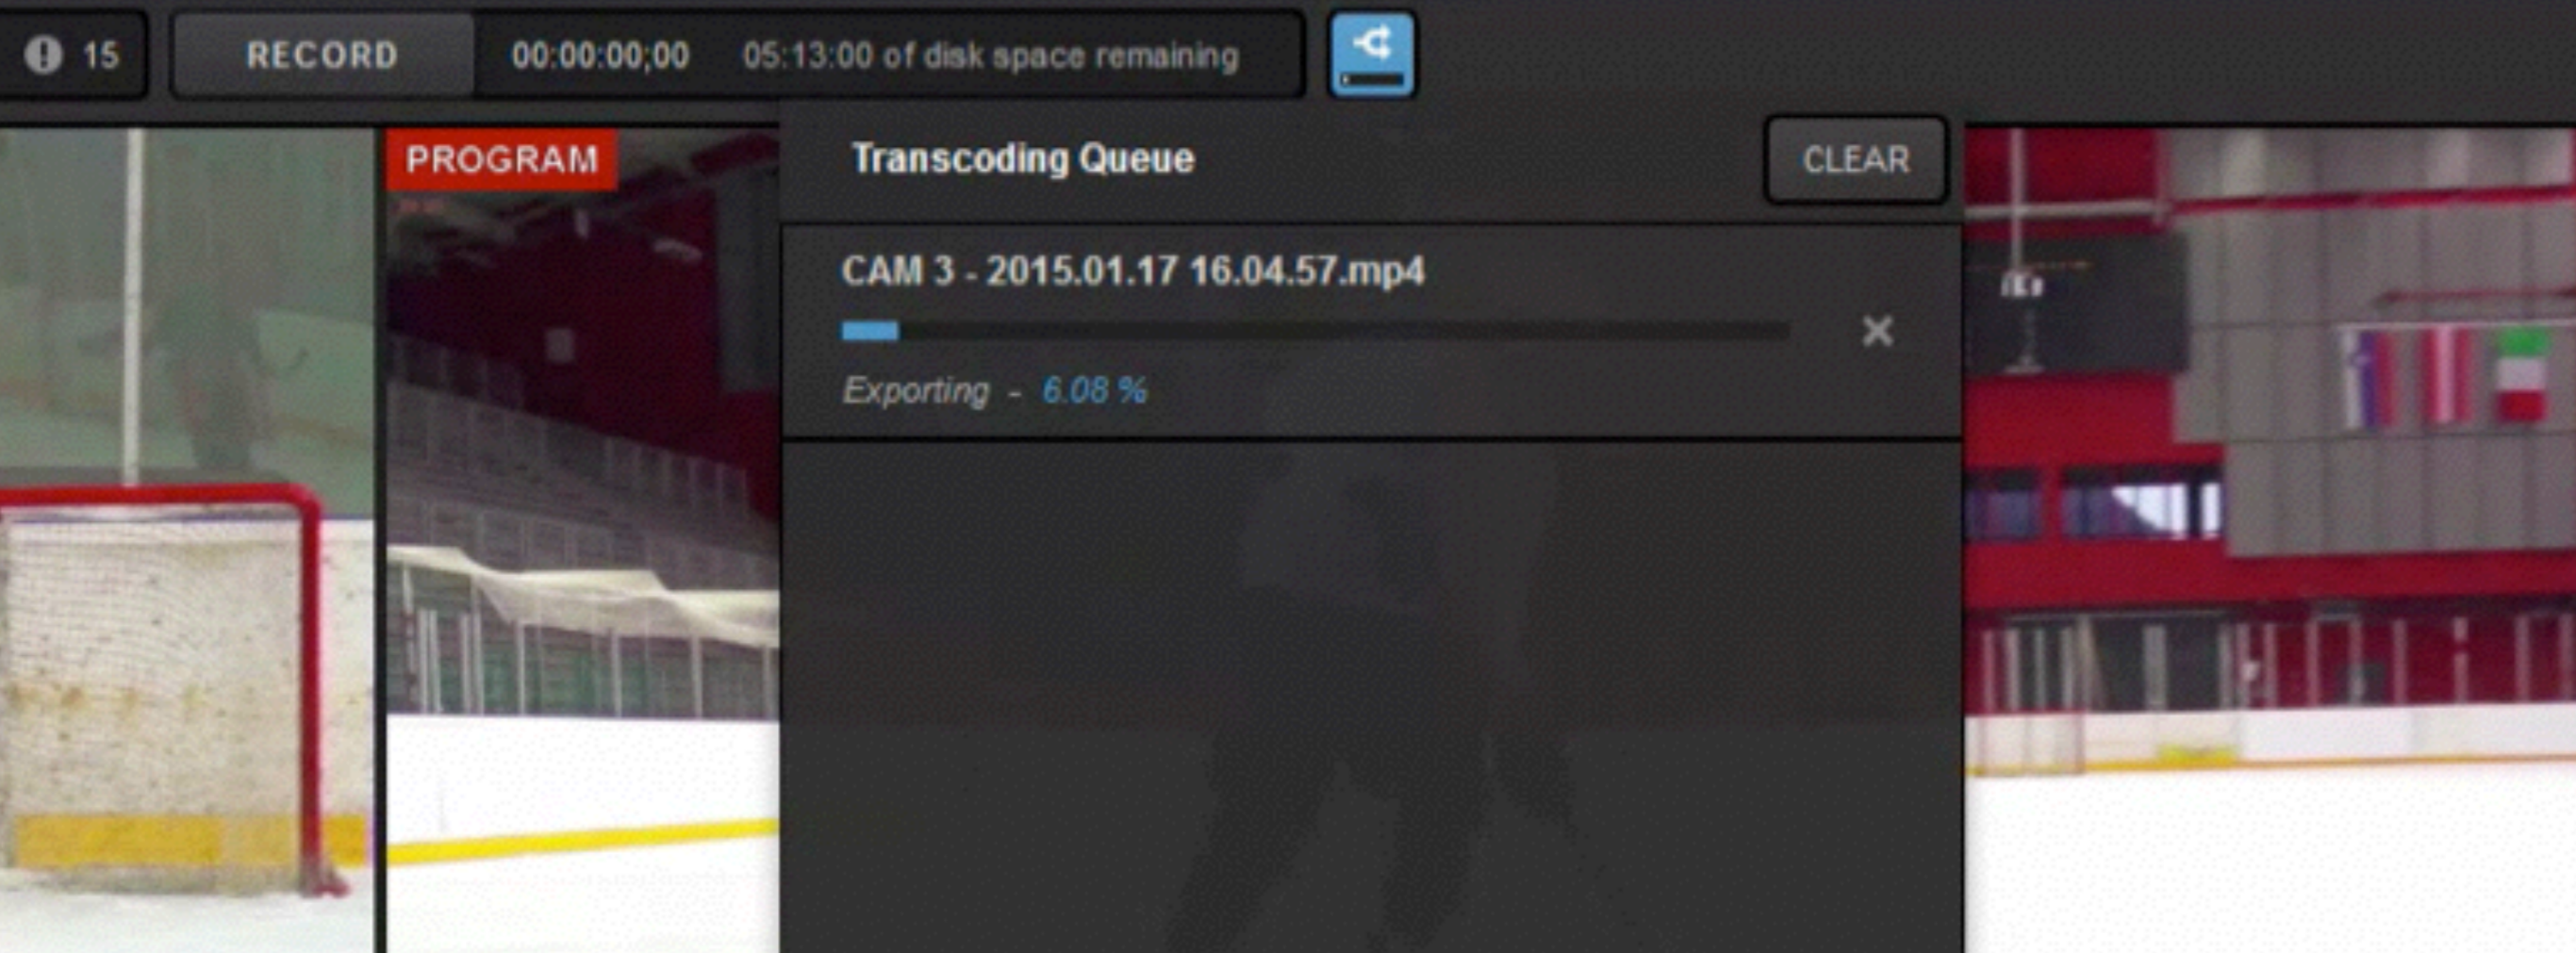 15
RECORD
00:00:00;00
05:13:00 of disk space remaining
PROGRAM
Transcoding Queue
CLEAR
CAM 3 - 2015.01.17 16.04.57.mp4
Exporting - 6.08 %